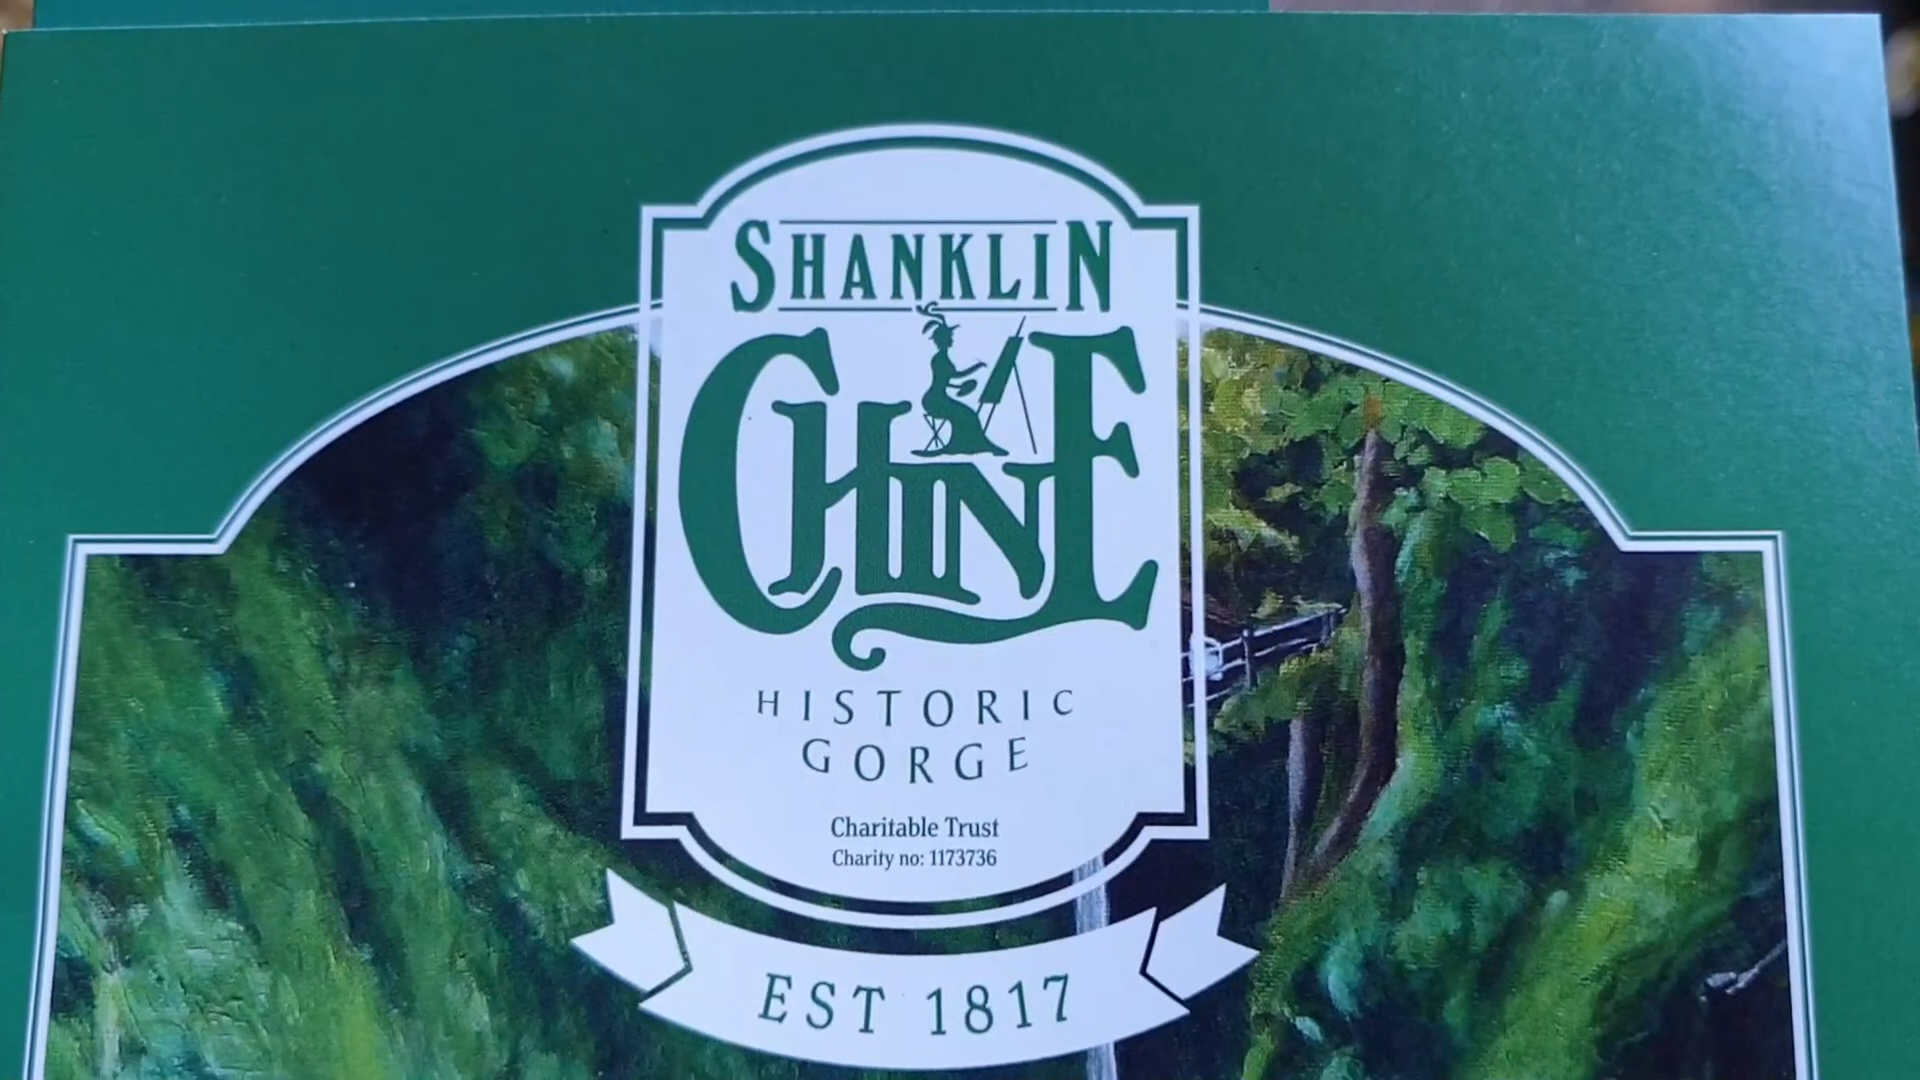 SHANKLIN
CHINE
HISTORIC
GORGE
Charitable Trust
Charity no: 1173736
EST 1817